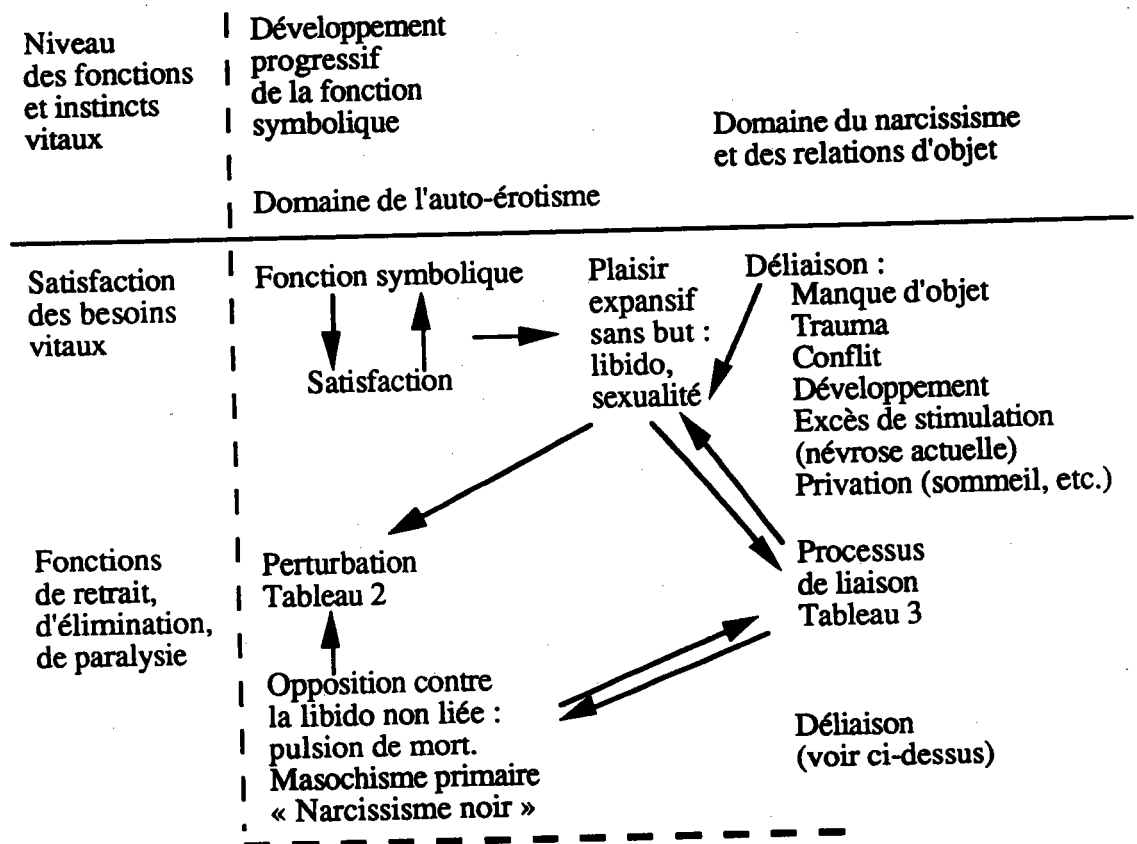 Niveau
des fonctions
et instincts
vitaux
Développement
progressif
de la fonction
symbolique
Domaine de l'auto-érotisme
Domaine du narcissisme
et des relations d'objet
Satisfaction
des besoins
vitaux
Fonction symbolique
Satisfaction
Plaisir
expansif
sans but :
libido,
sexualité
Déliaison :
Manque d'objet
Trauma
Conflit
Développement
Excès de stimulation
(névrose actuelle)
Privation (sommeil, etc.)
Fonctions
de retrait,
d'élimination,
de paralysie
Perturbation
Tableau 2
Processus
de liaison
Tableau 3
Opposition contre
la libido non liée :
pulsion de mort.
Masochisme primaire
« Narcissisme noir »
Déliaison
(voir ci-dessus)